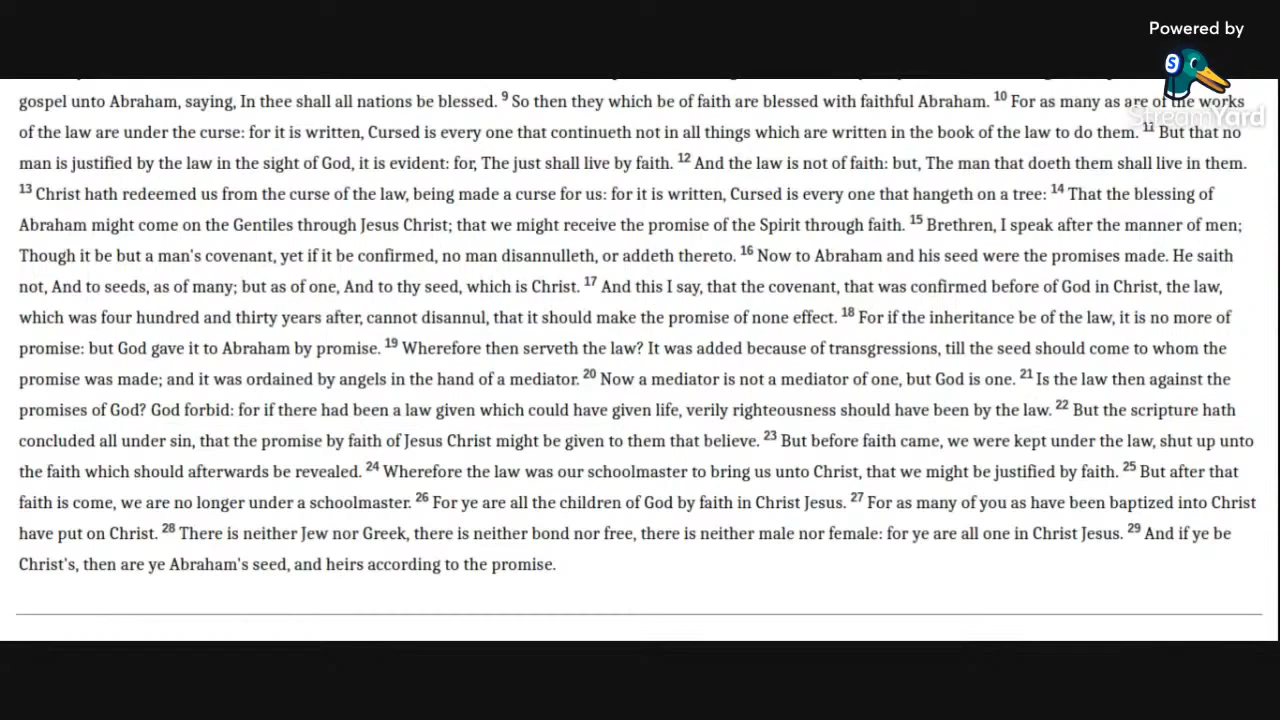 Powered by
StreamYard
gospel unto Abraham, saying, In thee shall all nations be blessed. 9 So then they which be of faith are blessed with faithful Abraham. 10 For as many as are of the works
of the law are under the curse: for it is written, Cursed is every one that continueth not in all things which are written in the book of the law to do them. 11 But that no
man is justified by the law in the sight of God, it is evident: for, The just shall live by faith. 12 And the law is not of faith: but, The man that doeth them shall live in them.
13 Christ hath redeemed us from the curse of the law, being made a curse for us: for it is written, Cursed is every one that hangeth on a tree: 14 That the blessing of
Abraham might come on the Gentiles through Jesus Christ; that we might receive the promise of the Spirit through faith. 15 Brethren, I speak after the manner of men;
Though it be but a man's covenant, yet if it be confirmed, no man disannulleth, or addeth thereto. 16 Now to Abraham and his seed were the promises made. He saith
not, And to seeds, as of many; but as of one, And to thy seed, which is Christ. 17 And this I say, that the covenant, that was confirmed before of God in Christ, the law,
which was four hundred and thirty years after, cannot disannul, that it should make the promise of none effect. 18 For if the inheritance be of the law, it is no more of
promise: but God gave it to Abraham by promise. 19 Wherefore then serveth the law? It was added because of transgressions, till the seed should come to whom the
promise was made; and it was ordained by angels in the hand of a mediator. 20 Now a mediator is not a mediator of one, but God is one. 21 Is the law then against the
promises of God? God forbid: for if there had been a law given which could have given life, verily righteousness should have been by the law. 22 But the scripture hath
concluded all under sin, that the promise by faith of Jesus Christ might be given to them that believe. 23 But before faith came, we were kept under the law, shut up unto
the faith which should afterwards be revealed. 24 Wherefore the law was our schoolmaster to bring us unto Christ, that we might be justified by faith. 25 But after that
faith is come, we are no longer under a schoolmaster. 26 For ye are all the children of God by faith in Christ Jesus. 27 For as many of you as have been baptized into Christ
have put on Christ. 28 There is neither Jew nor Greek, there is neither bond nor free, there is neither male nor female: for ye are all one in Christ Jesus. 29 And if ye be
Christ's, then are ye Abraham's seed, and heirs according to the promise.